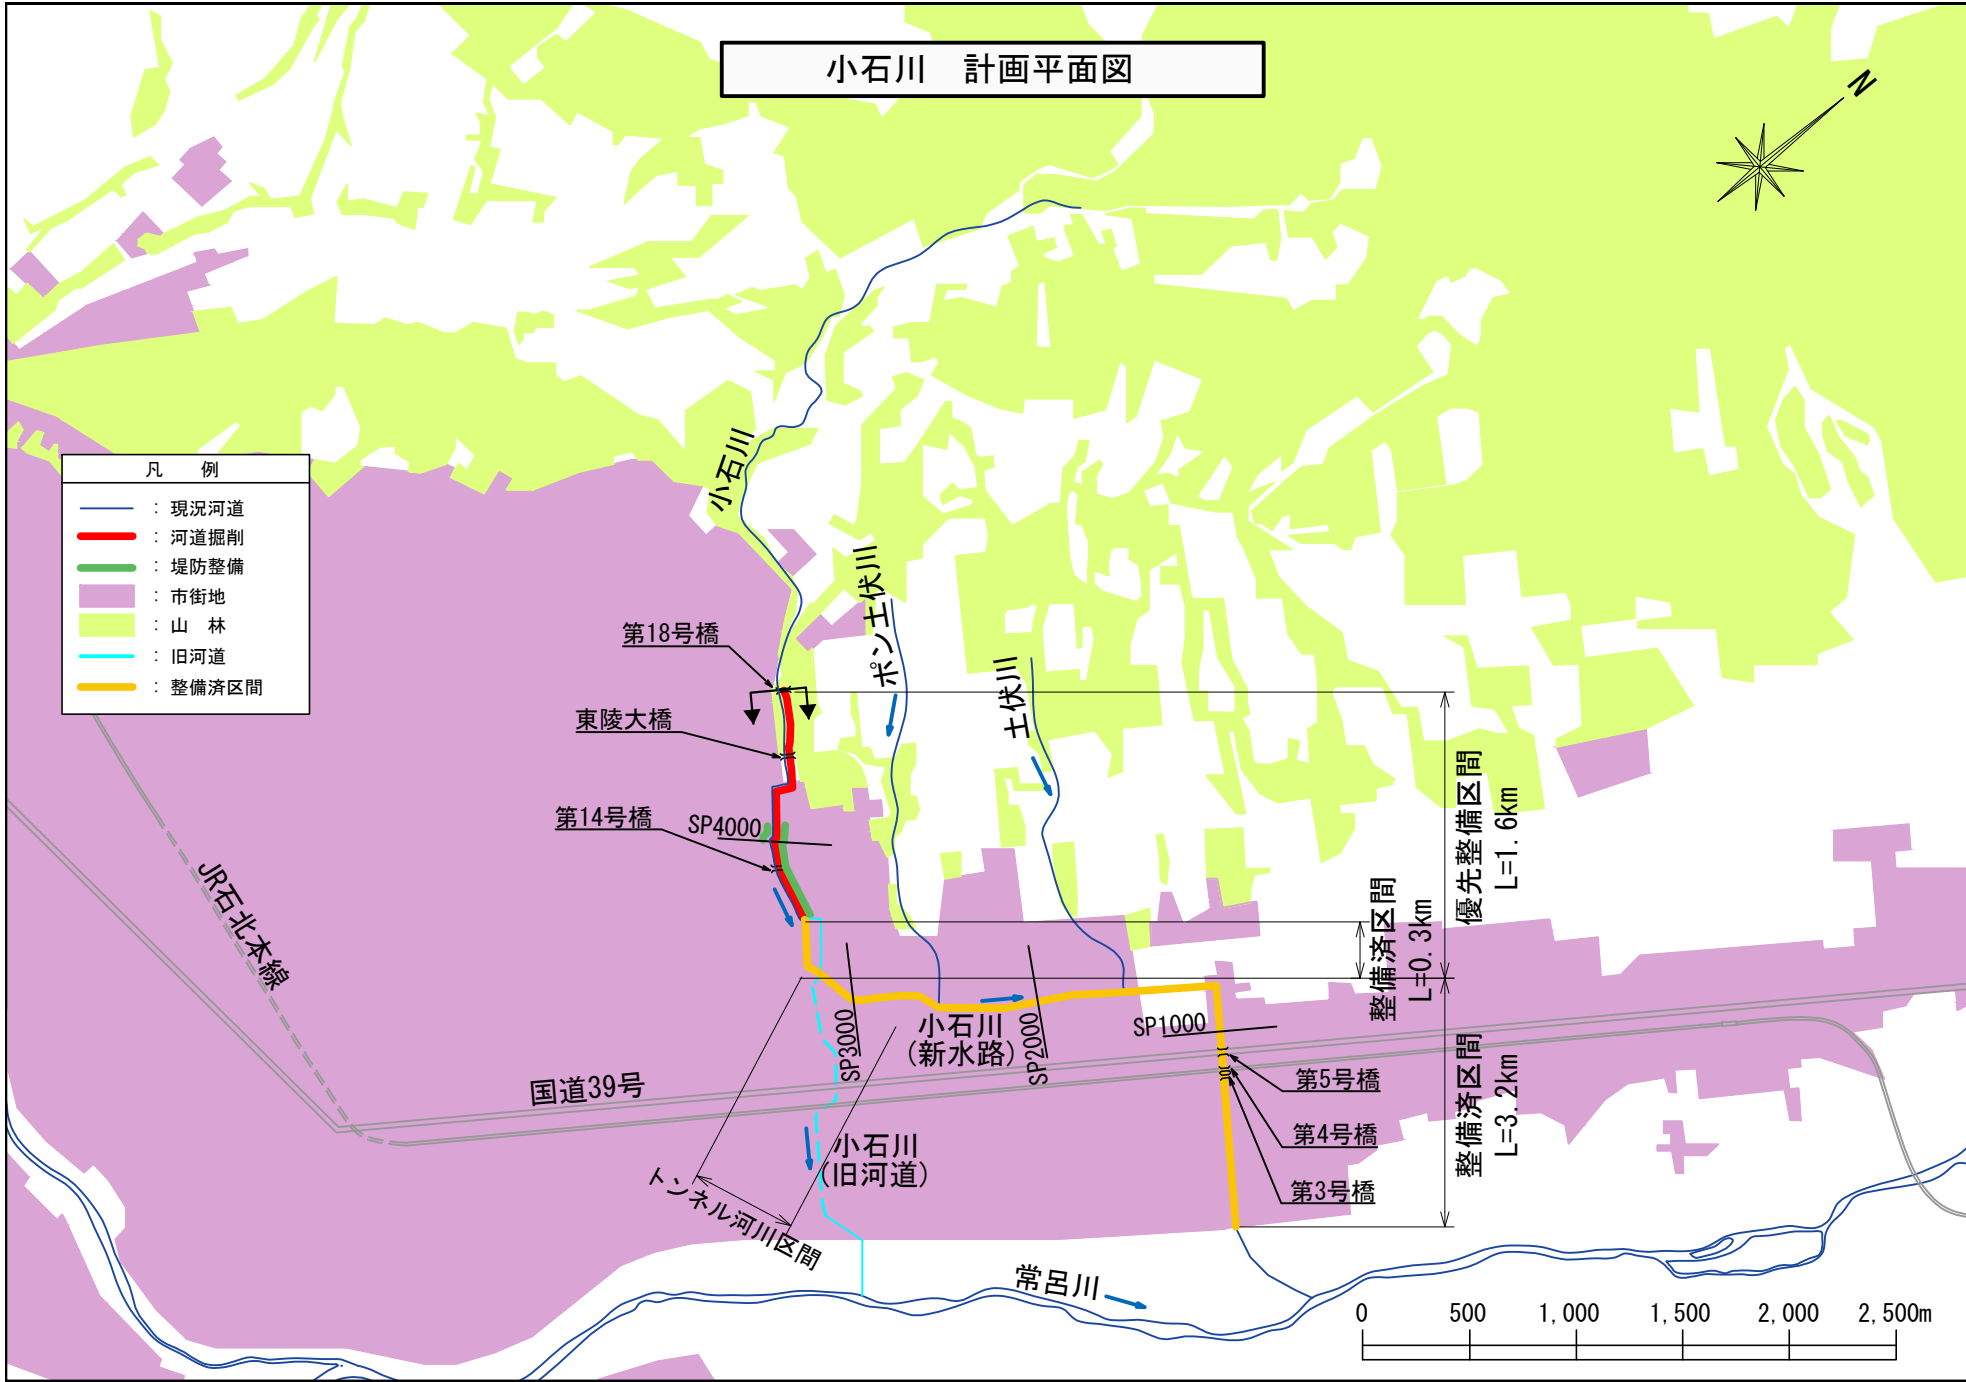 小石川　計画平面図
N
凡　例
：現況河道
：河道掘削
：堤防整備
：市街地
：山　林
：旧河道
：整備済区間
小石川
ポン土伏川
土伏川
第18号橋
東陵大橋
第14号橋
SP4000
優先整備区間
L=1.6km
整備済区間
L=0.3km
JR石北本線
SP3000
小石川
(新水路)
SP2000
SP1000
国道39号
整備済区間
L=3.2km
第5号橋
第4号橋
第3号橋
小石川
(旧河道)
トンネル河川区間
常呂川
0 500 1,000 1,500 2,000 2,500m